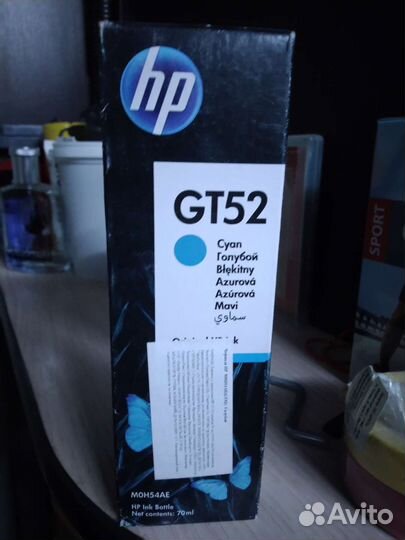 hp
GT52
Cyan
Голубой
Błękitny
Azurová
Azúrová
Mavi
سماوي
M0H54AE
HP Ink Bottle
Net contents: 70ml
SPORT
Avito